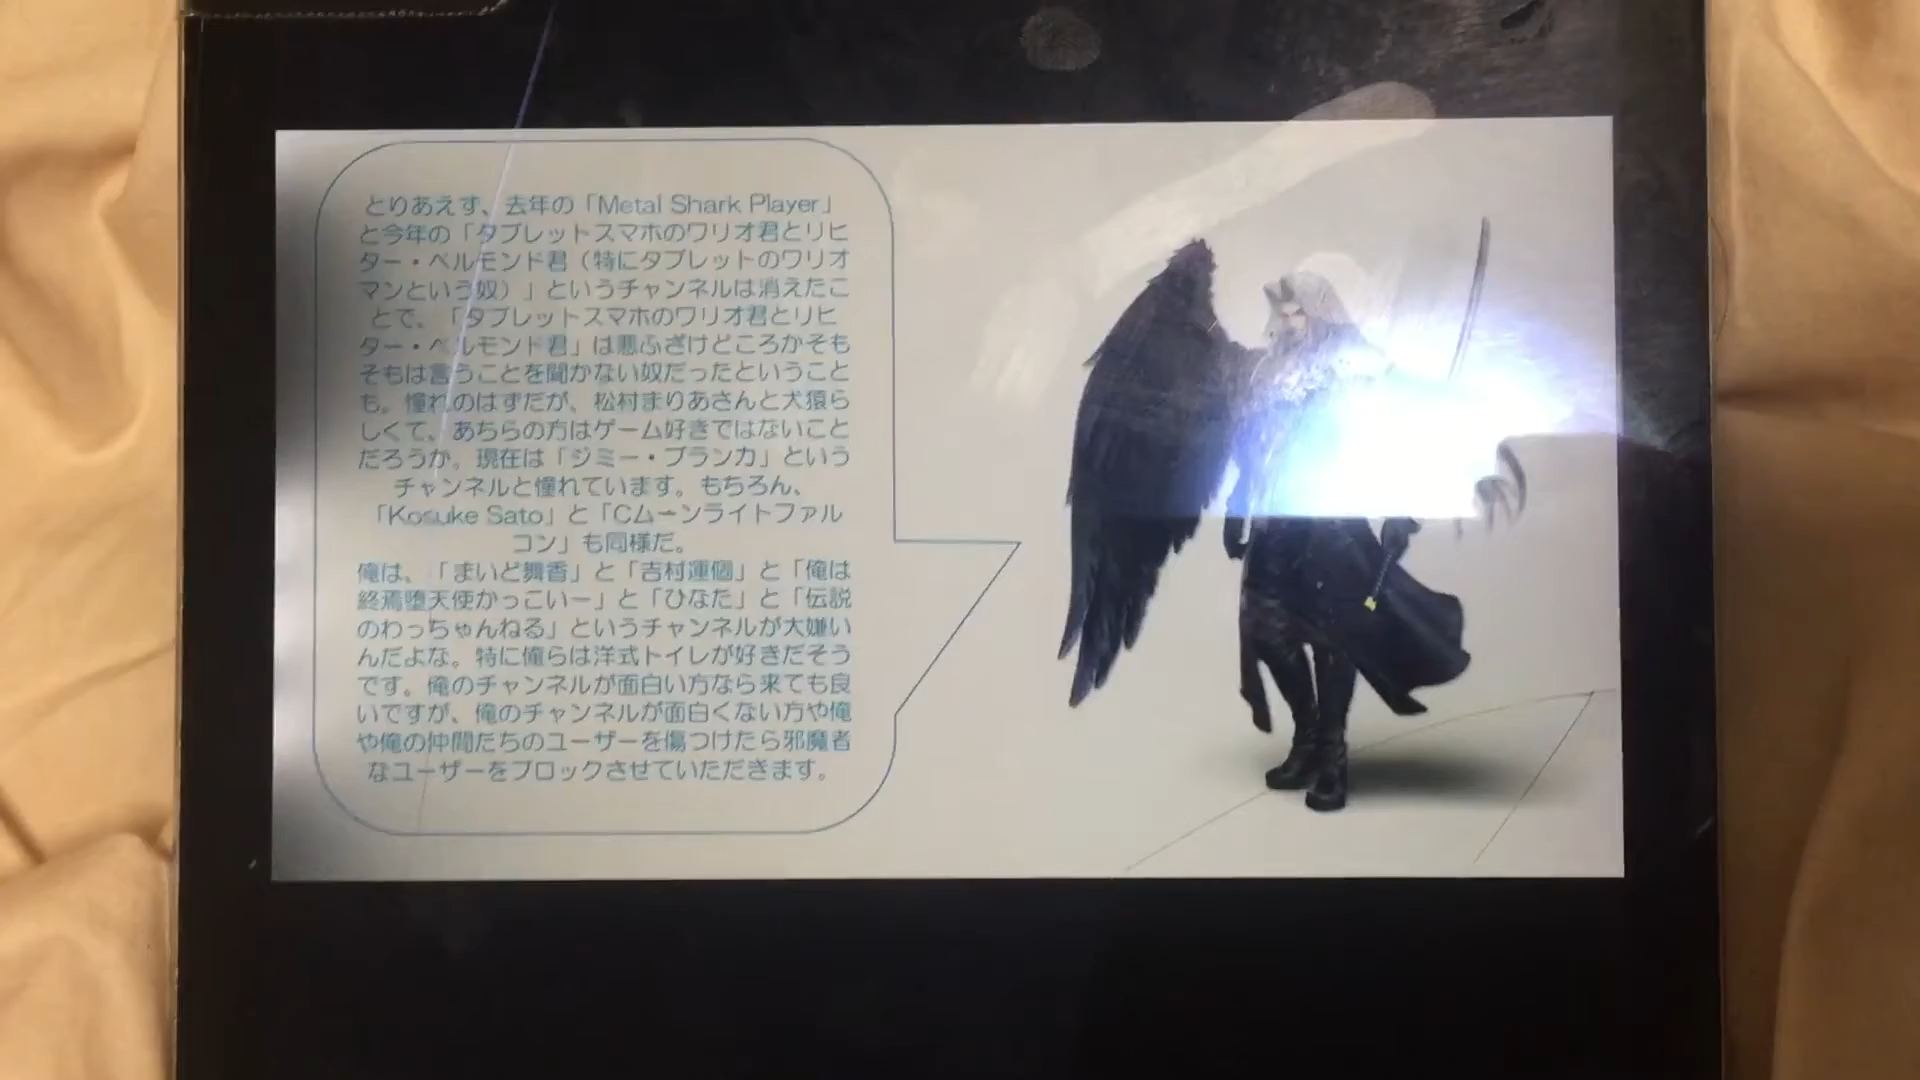 とりあえず、去年の「Metal Shark Player」
と今年の「タブレットスマホのワリオ君とリヒ
ター・ベルモンド君（特にタブレットのワリオ
マンという奴）」というチャンネルは消えたこ
とで、「タブレットスマホのワリオ君とリヒ
ター・ベルモンド君」は悪ふざけどころかそも
そもは言うことを聞かない奴だったということ
も。憧れのはずだが、松村まりあさんと犬猿ら
しくて、あちらの方はゲーム好きではないこと
だろうか。現在は「ジミー・ブランカ」という
チャンネルと憧れています。もちろん、
「Kosuke Sato」と「Cムーンライトファル
コン」も同様だ。
俺は、「まいど舞香」と「吉村運個」と「俺は
終焉堕天使かっこいー」と「ひなた」と「伝説
のわっちゃんねる」というチャンネルが大嫌い
んだよな。特に俺らは洋式トイレが好きだそう
です。俺のチャンネルが面白い方なら来ても良
いですが、俺のチャンネルが面白くない方や俺
や俺の仲間たちのユーザーを傷つけたら邪魔者
なユーザーをブロックさせていただきます。